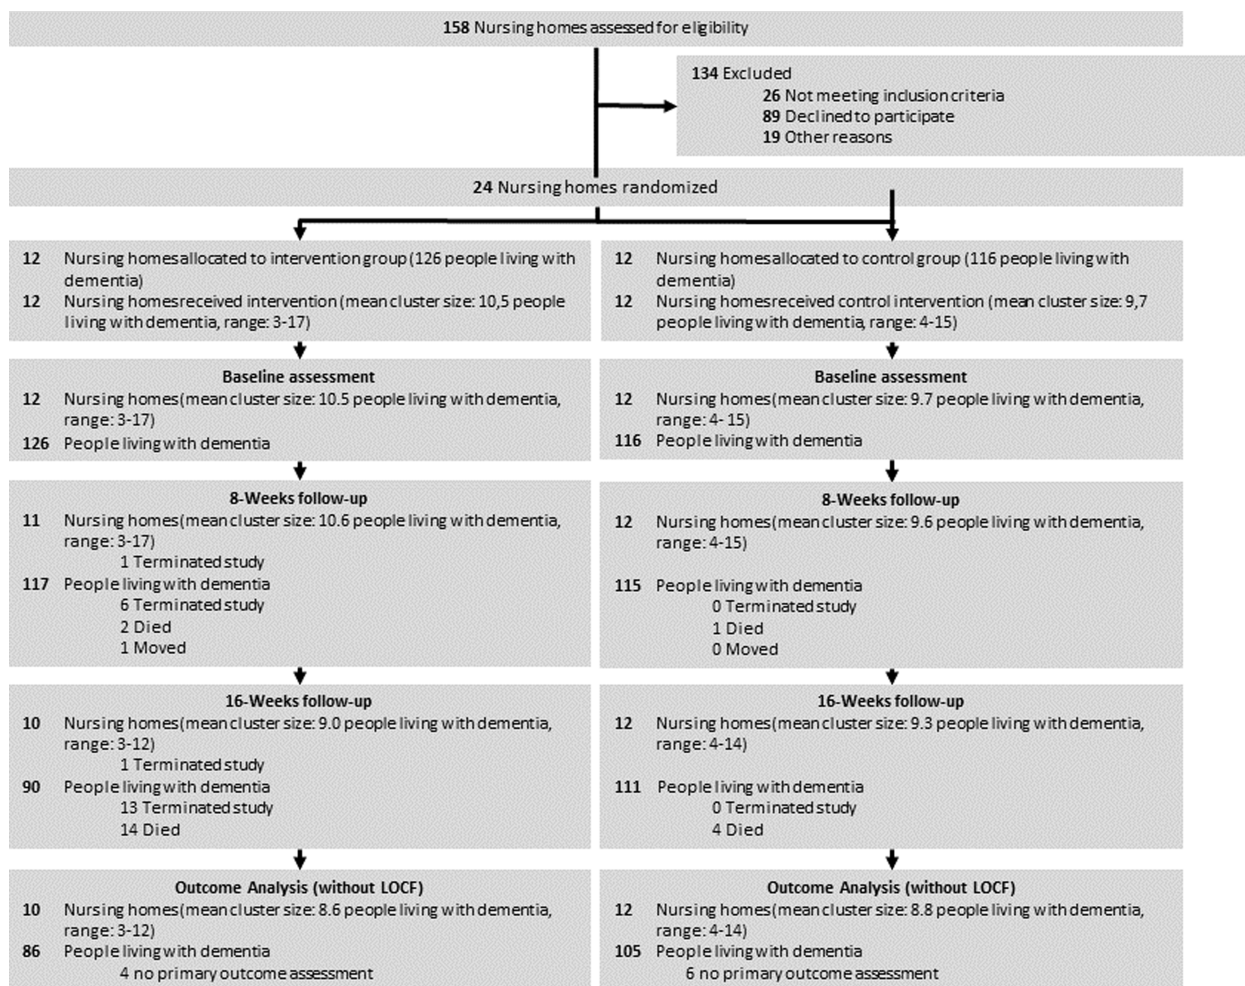 158 Nursing homes assessed for eligibility
134 Excluded
26 Not meeting inclusion criteria
89 Declined to participate
19 Other reasons
24 Nursing homes randomized
12 Nursing homes allocated to intervention group (126 people living with
dementia)
12 Nursing homes received intervention (mean cluster size: 10,5 people
living with dementia, range: 3-17)
12 Nursing homes allocated to control group (116 people living with
dementia)
12 Nursing homes received control intervention (mean cluster size: 9,7
people living with dementia, range: 4-15)
Baseline assessment
12 Nursing homes (mean cluster size: 10.5 people living with dementia,
range: 3-17)
126 People living with dementia
Baseline assessment
12 Nursing homes (mean cluster size: 9.7 people living with dementia,
range: 4- 15)
116 People living with dementia
8-Weeks follow-up
11 Nursing homes (mean cluster size: 10.6 people living with dementia,
range: 3-17)
1 Terminated study
117 People living with dementia
6 Terminated study
2 Died
1 Moved
8-Weeks follow-up
12 Nursing homes (mean cluster size: 9.6 people living with dementia,
range: 4-15)
115 People living with dementia
0 Terminated study
1 Died
0 Moved
16-Weeks follow-up
10 Nursing homes (mean cluster size: 9.0 people living with dementia,
range: 3-12)
1 Terminated study
90 People living with dementia
13 Terminated study
14 Died
16-Weeks follow-up
12 Nursing homes (mean cluster size: 9.3 people living with dementia,
range: 4-14)
111 People living with dementia
0 Terminated study
4 Died
Outcome Analysis (without LOCF)
10 Nursing homes (mean cluster size: 8.6 people living with dementia,
range: 3-12)
86 People living with dementia
4 no primary outcome assessment
Outcome Analysis (without LOCF)
12 Nursing homes (mean cluster size: 8.8 people living with dementia,
range: 4-14)
105 People living with dementia
6 no primary outcome assessment